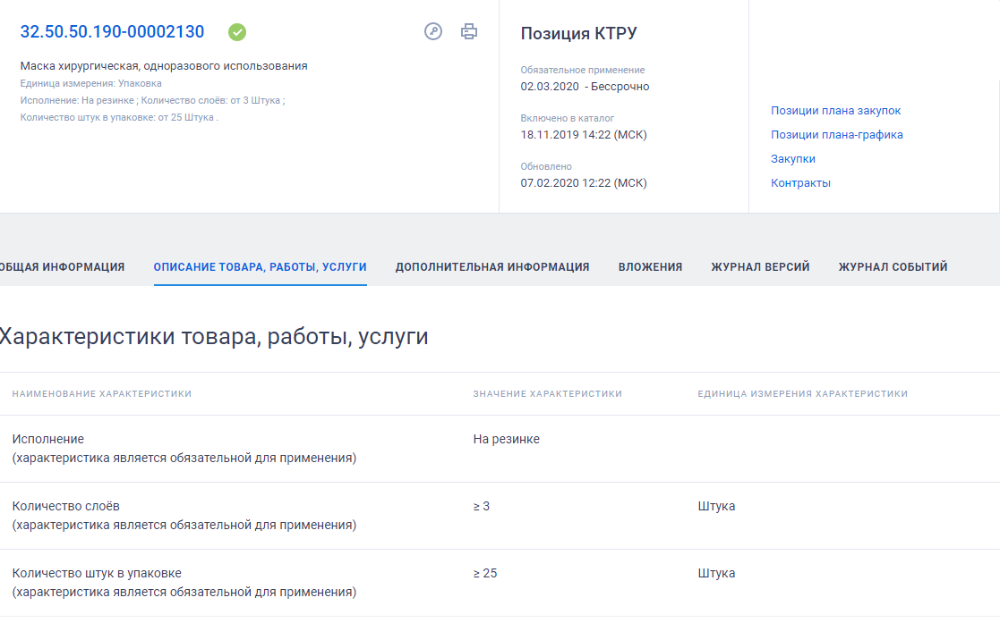 32.50.50.190-00002130
Маска хирургическая, одноразового использования
Единица измерения: Упаковка
Исполнение: На резинке ; Количество слоёв: от 3 Штука ;
Количество штук в упаковке: от 25 Штука .
Позиция КТРУ
Обязательное применение
02.03.2020 - Бессрочно
Включено в каталог
18.11.2019 14:22 (МСК)
Обновлено
07.02.2020 12:22 (МСК)
Позиции плана закупок
Позиции плана-графика
Закупки
Контракты
ОБЩАЯ ИНФОРМАЦИЯ ОПИСАНИЕ ТОВАРА, РАБОТЫ, УСЛУГИ ДОПОЛНИТЕЛЬНАЯ ИНФОРМАЦИЯ ВЛОЖЕНИЯ ЖУРНАЛ ВЕРСИЙ ЖУРНАЛ СОБЫТИЙ
Характеристики товара, работы, услуги
НАИМЕНОВАНИЕ ХАРАКТЕРИСТИКИ ЗНАЧЕНИЕ ХАРАКТЕРИСТИКИ ЕДИНИЦА ИЗМЕРЕНИЯ ХАРАКТЕРИСТИКИ
Исполнение На резинке
(характеристика является обязательной для применения)
Количество слоёв ≥ 3 Штука
(характеристика является обязательной для применения)
Количество штук в упаковке ≥ 25 Штука
(характеристика является обязательной для применения)